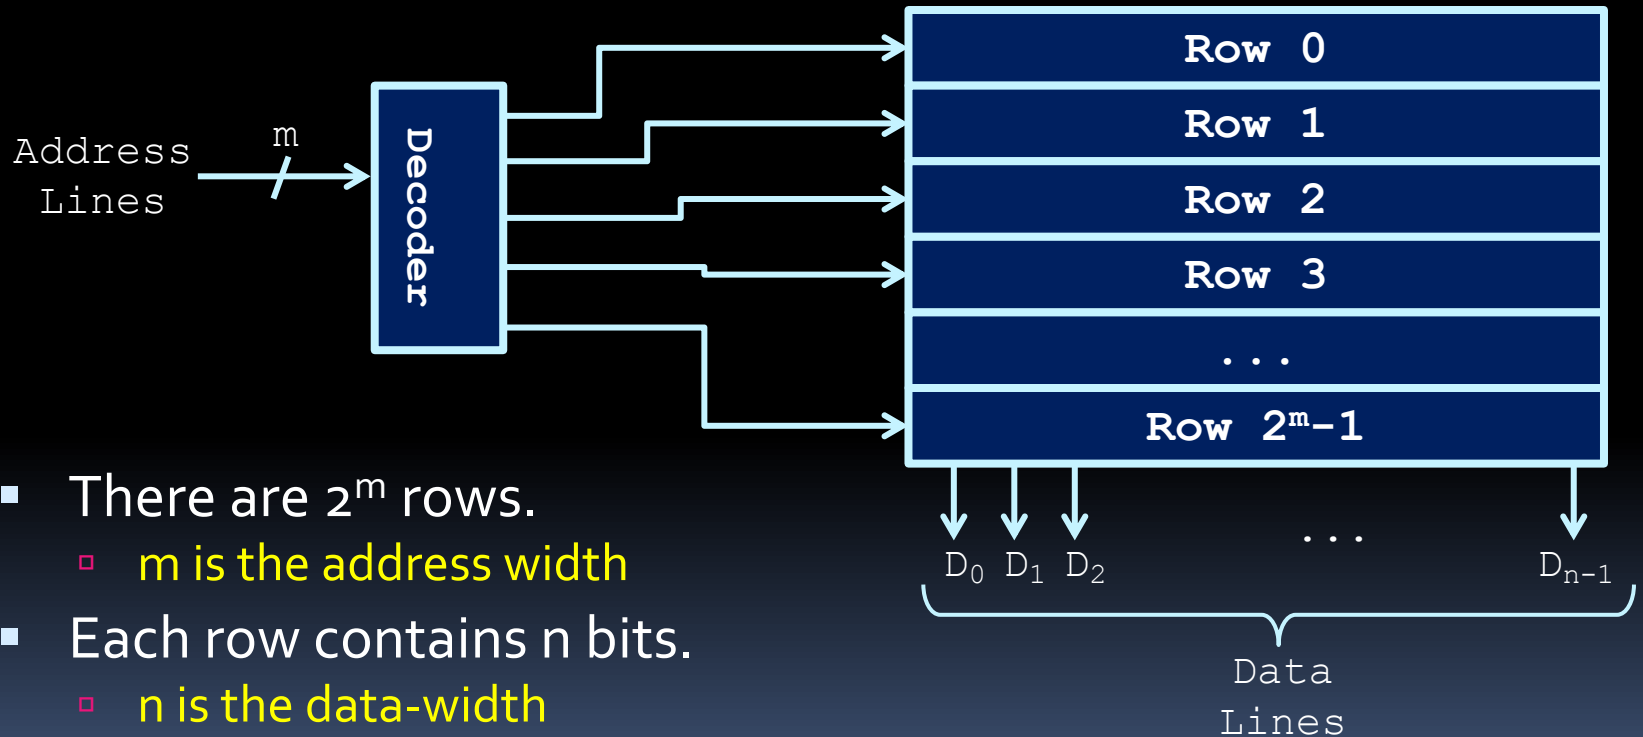 Address
Lines
m
Decoder
Row 0
Row 1
Row 2
Row 3
...
Row 2ᵐ-1
There are 2ᵐ rows.
m is the address width
Each row contains n bits.
n is the data-width
D₀ D₁ D₂ ... Dₙ₋₁
Data
Lines